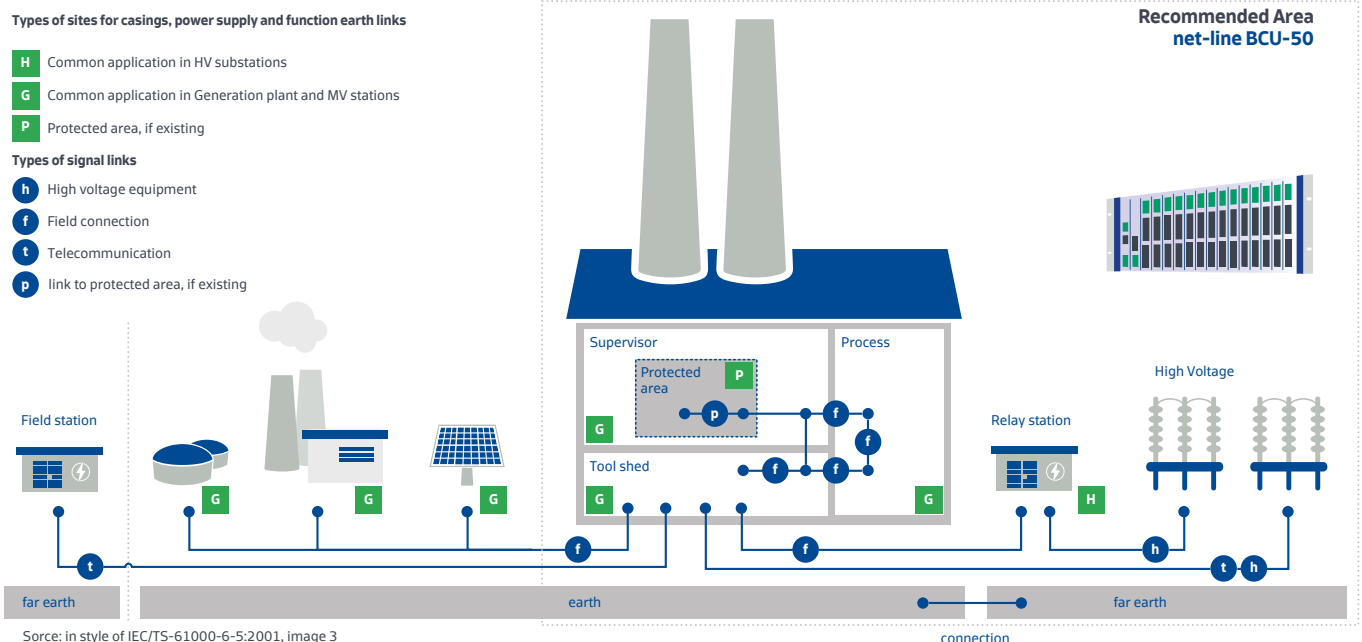 Types of sites for casings, power supply and function earth links
H Common application in HV substations
G Common application in Generation plant and MV stations
P Protected area, if existing
Types of signal links
h High voltage equipment
f Field connection
t Telecommunication
p link to protected area, if existing
Recommended Area
net-line BCU-50
Supervisor
Process
Protected
area
P
p
f
G
f
Tool shed
f
f
G
G
Field station
G
G
G
Relay station
H
High Voltage
f
f
h
t
t
h
far earth
earth
far earth
Sorce: in style of IEC/TS-61000-6-5:2001, image 3
connection